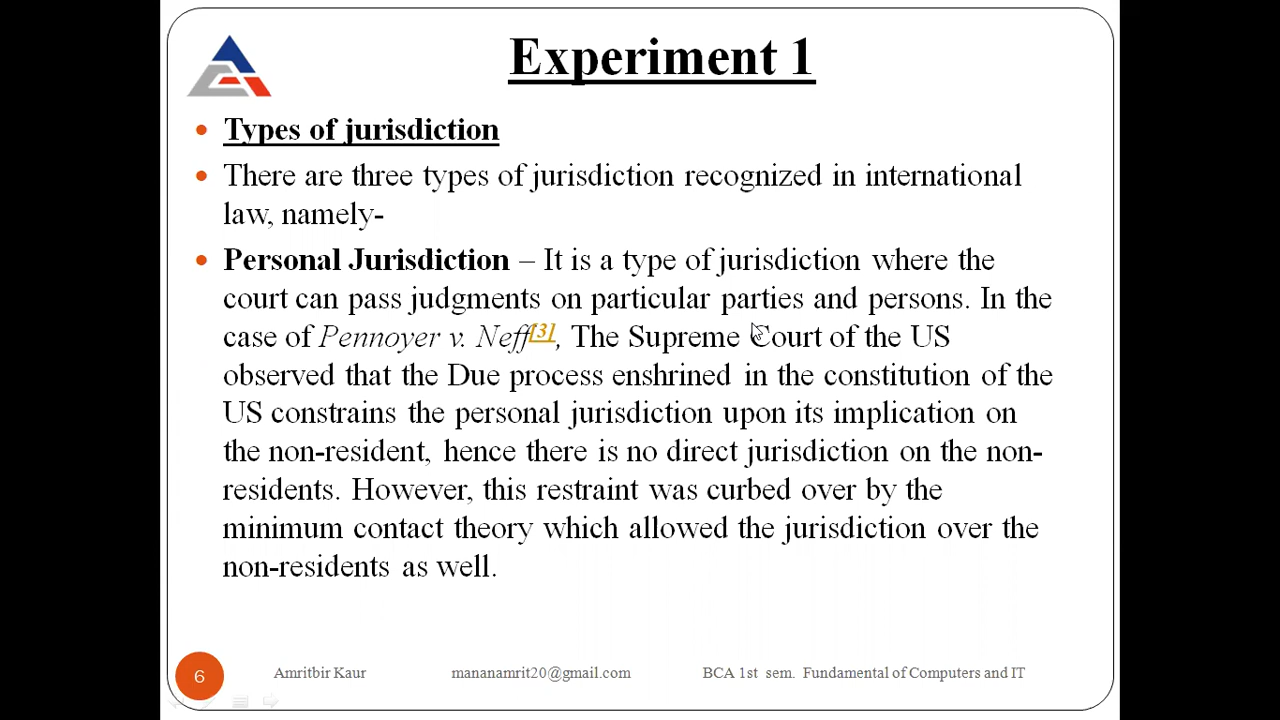 Experiment 1
Types of jurisdiction
There are three types of jurisdiction recognized in international
law, namely-
Personal Jurisdiction – It is a type of jurisdiction where the
court can pass judgments on particular parties and persons. In the
case of Pennoyer v. Neff[3], The Supreme Court of the US
observed that the Due process enshrined in the constitution of the
US constrains the personal jurisdiction upon its implication on
the non-resident, hence there is no direct jurisdiction on the non-
residents. However, this restraint was curbed over by the
minimum contact theory which allowed the jurisdiction over the
non-residents as well.
6 Amritbir Kaur mananamrit20@gmail.com BCA 1st sem. Fundamental of Computers and IT